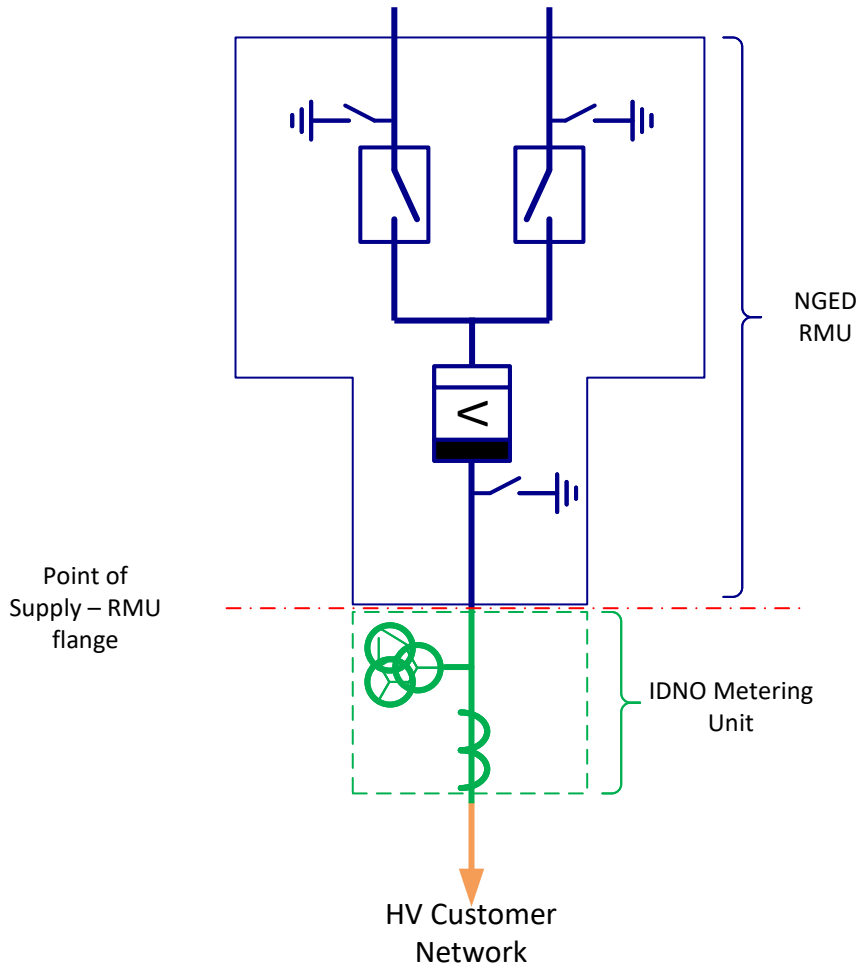 NGED
RMU
<
Point of
Supply – RMU
flange
IDNO Metering
Unit
HV Customer
Network